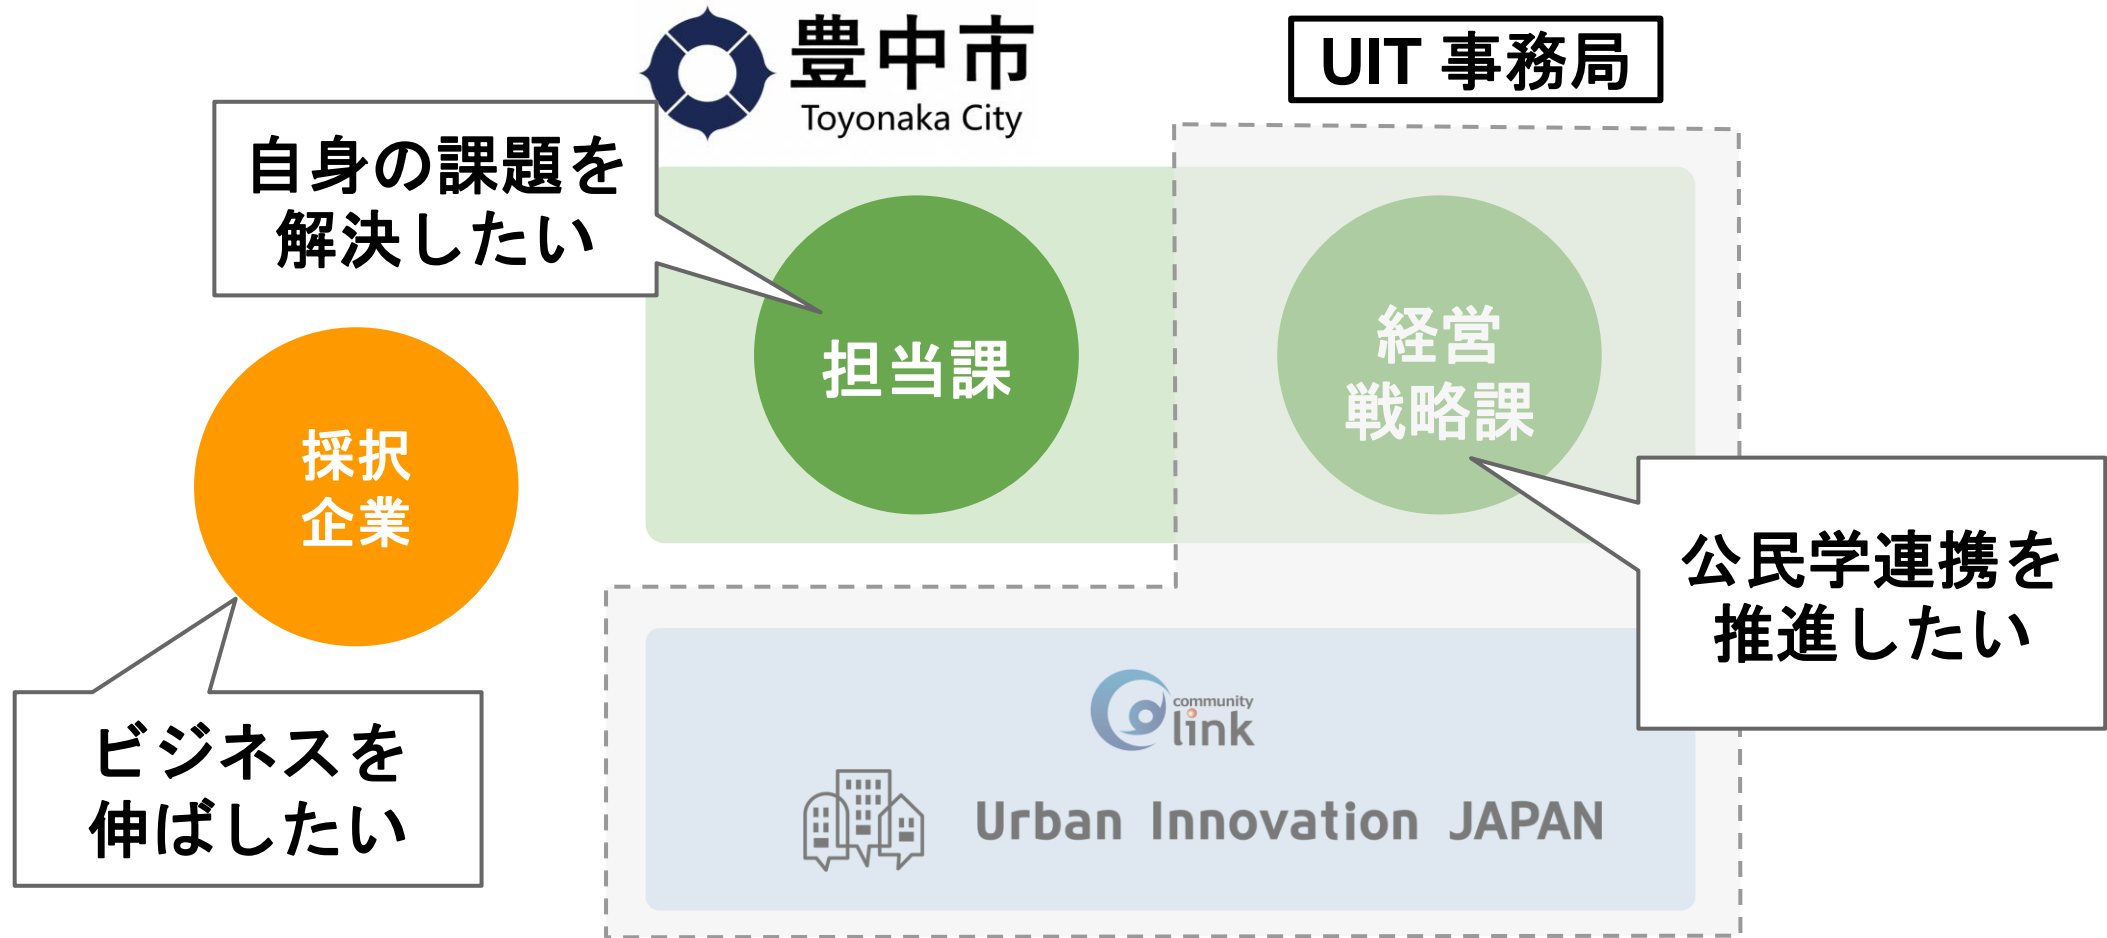 豊中市
Toyonaka City
UIT 事務局
自身の課題を
解決したい
担当課
経営
戦略課
採択
企業
公民学連携を
推進したい
ビジネスを
伸ばしたい
community
link
Urban Innovation JAPAN